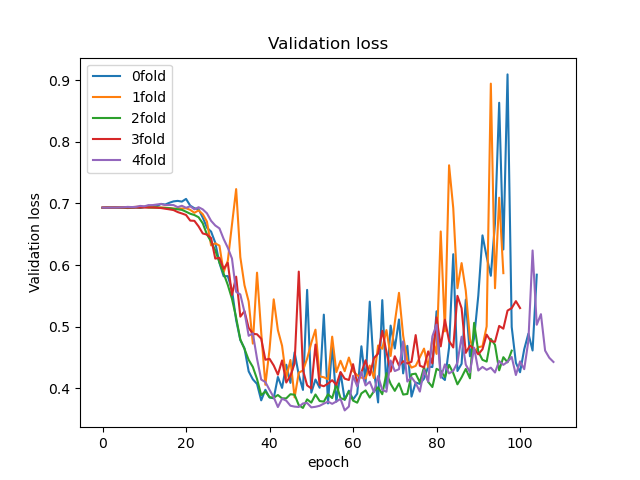 Validation loss
0fold
1fold
2fold
3fold
4fold
Validation loss
0.9
0.8
0.7
0.6
0.5
0.4
0 20 40 60 80 100
epoch